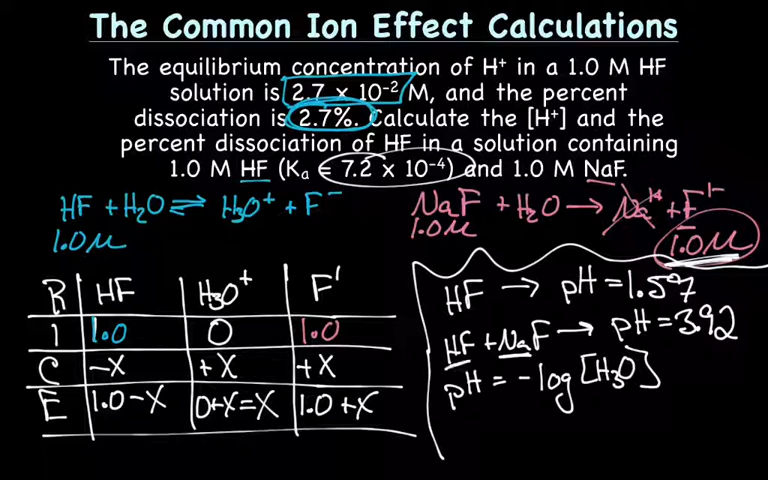 The Common Ion Effect Calculations
The equilibrium concentration of H⁺ in a 1.0 M HF
solution is 2.7 × 10⁻² M, and the percent
dissociation is 2.7%. Calculate the [H⁺] and the
percent dissociation of HF in a solution containing
1.0 M HF (Kₐ = 7.2 × 10⁻⁴) and 1.0 M NaF.
HF + H₂O ⇌ H₃O⁺ + F⁻
1.0M
NaF + H₂O → Na¹⁺ + F¹⁻
1.0M 1.0M
R HF H₃O⁺ F¹
I 1.0 0 1.0
C -X +X +X
E 1.0-X 0+X=X 1.0+X
HF → pH = 1.57
HF + NaF → pH = 3.92
pH = -log [H₃O]